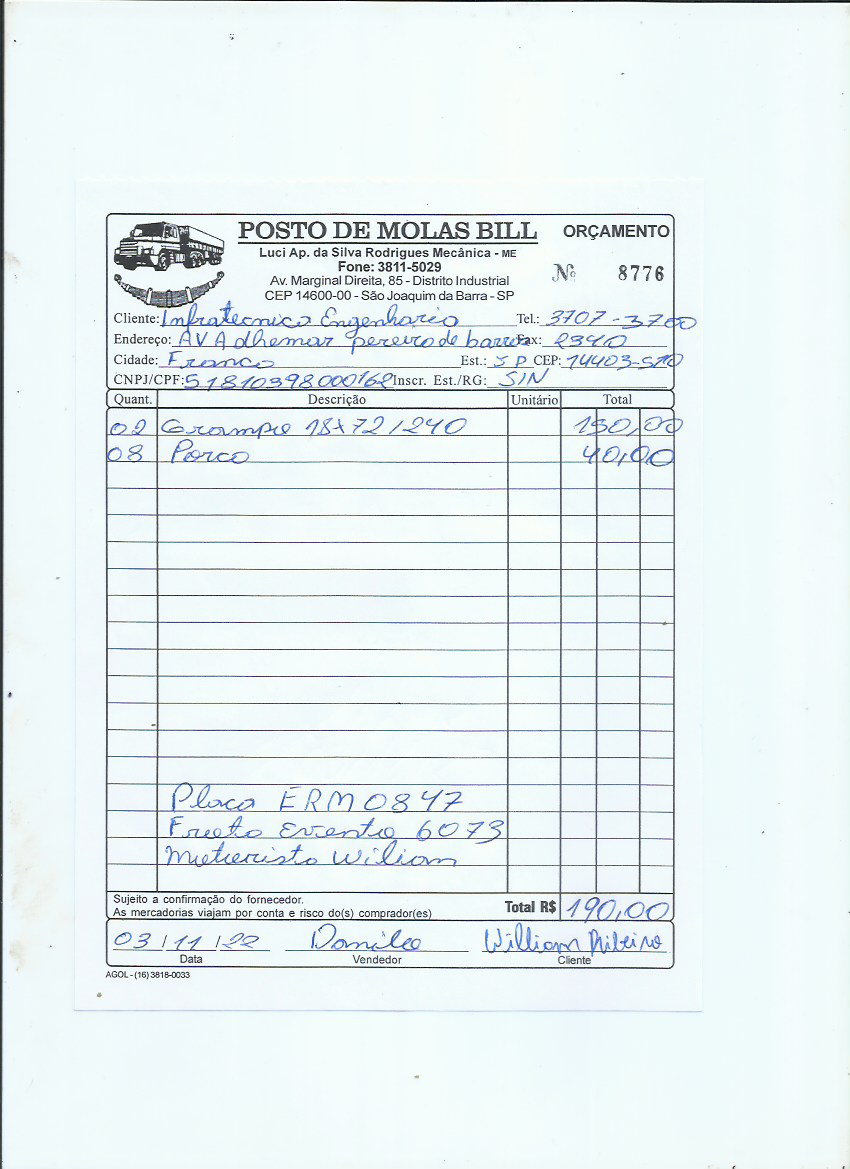 POSTO DE MOLAS BILL
ORÇAMENTO
Luci Ap. da Silva Rodrigues Mecânica - ME
Fone: 3811-5029
Nº 8776
Av. Marginal Direita, 85 - Distrito Industrial
CEP 14600-00 - São Joaquim da Barra - SP
Cliente: Infratecnica Engenharia Tel.: 3707-3700
Endereço: AV Adhemar pereira de barros Fax: 2340
Cidade: Franca Est.: SP CEP: 14403-510
CNPJ/CPF: 51810398000162 Inscr. Est./RG: SIN
Quant. Descrição Unitário Total
02 Grampo 18x72/240 150,00
08 Porca 40,00
Placa ERM0847
Frota Evento 6073
Wiliam
Sujeito a confirmação do fornecedor.
As mercadorias viajam por conta e risco do(s) comprador(es)
Total R$ 190,00
03/11/22 Danilo William Ribeiro
Data Vendedor Cliente
AGOL - (16) 3818-0033